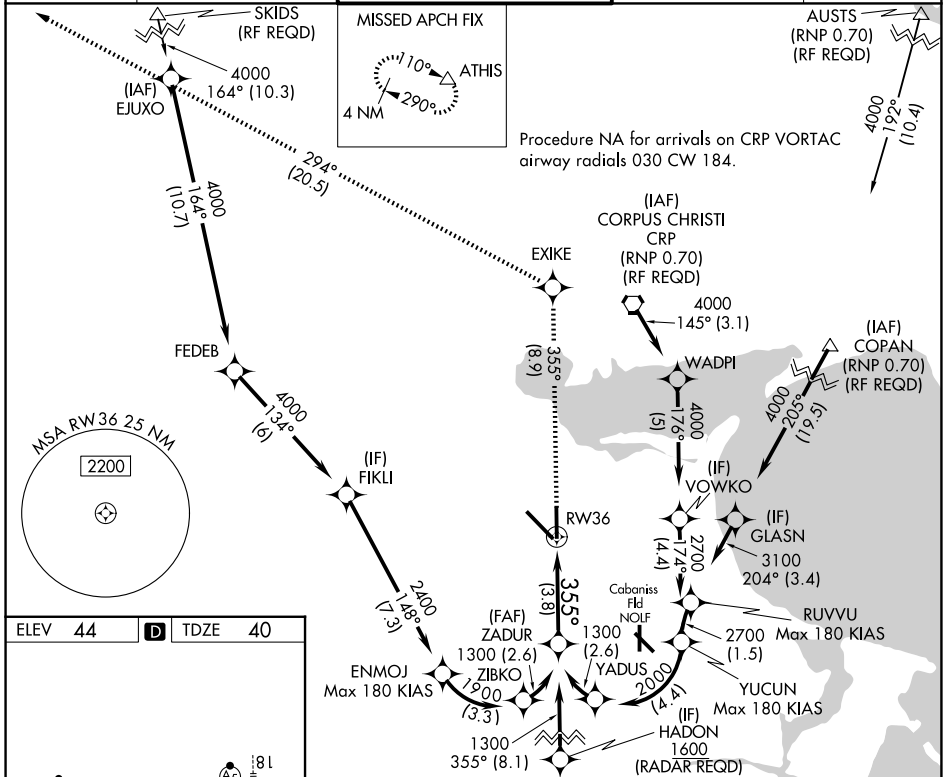 SKIDS
(RF REQD)
4000
164° (10.3)
(IAF)
EJUXO
MISSED APCH FIX
110°
ATHIS
290°
4 NM
AUSTS
(RNP 0.70)
(RF REQD)
4000
192°
(10.4)
Procedure NA for arrivals on CRP VORTAC
airway radials 030 CW 184.
294°
(20.5)
4000
164°
(10.7)
(IAF)
CORPUS CHRISTI
CRP
(RNP 0.70)
(RF REQD)
EXIKE
4000
145° (3.1)
(IAF)
COPAN
(RNP 0.70)
(RF REQD)
FEDEB
355°
(8.9)
WADPI
4000
134°
(6)
4000
176°
(5)
4000
205°
(19.5)
MSA RW36 25 NM
2200
(IF)
FIKLI
(IF)
VOWKO
RW36
(IF)
GLASN
2700
174°
(4.4)
3100
204° (3.4)
2400
148°
(7.3)
355°
(3.8)
Cabaniss
Fld
NOLF
RUVVU
Max 180 KIAS
ELEV 44
D
TDZE 40
(FAF)
ZADUR
1300 (2.6)
1300
(2.6)
2700
(1.5)
ENMOJ
Max 180 KIAS
ZIBKO
YADUS
1900
(3.3)
2000
(4.4)
YUCUN
Max 180 KIAS
(IF)
HADON
1600
(RADAR REQD)
1300
355° (8.1)
18
A5